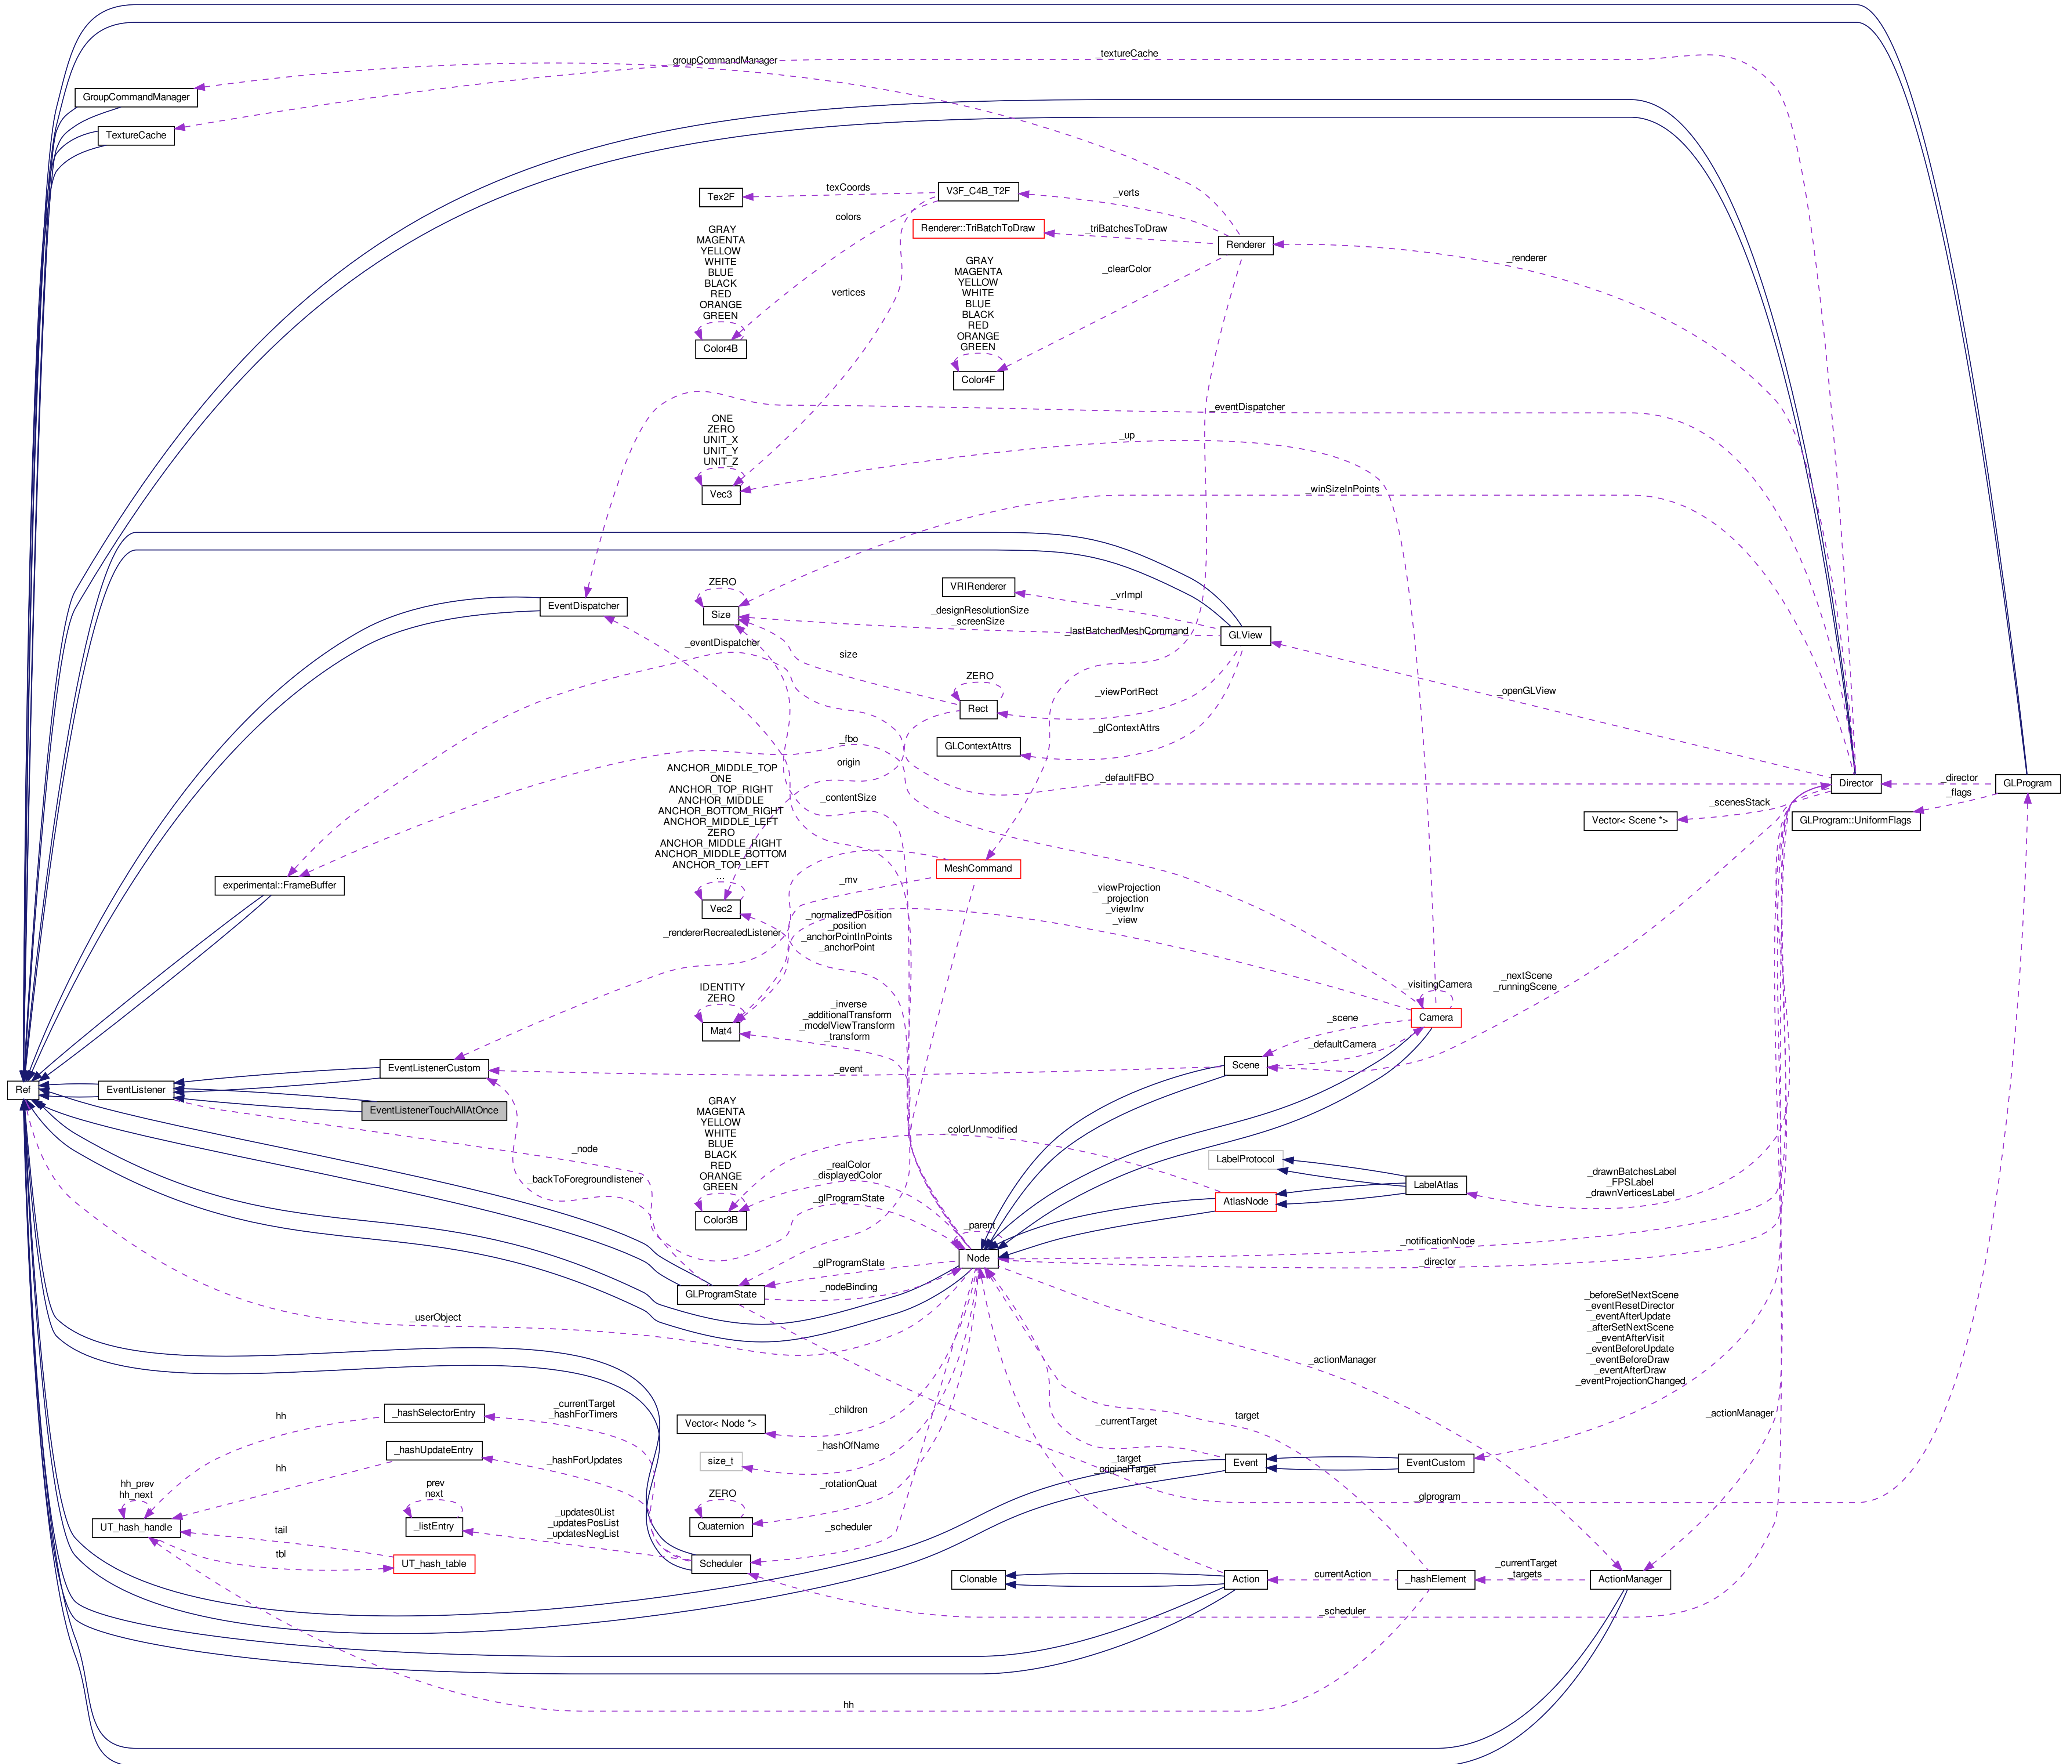 _textureCache
_groupCommandManager
GroupCommandManager
TextureCache
Tex2F
texCoords
V3F_C4B_T2F
_verts
colors
Renderer::TriBatchToDraw
_triBatchesToDraw
Renderer
_renderer
GRAY
MAGENTA
YELLOW
WHITE
BLUE
BLACK
RED
ORANGE
GREEN
Color4B
vertices
GRAY
MAGENTA
YELLOW
WHITE
BLUE
BLACK
RED
ORANGE
GREEN
Color4F
_clearColor
_eventDispatcher
_up
ONE
ZERO
UNIT_X
UNIT_Y
UNIT_Z
Vec3
_winSizeInPoints
EventDispatcher
ZERO
Size
VRIRenderer
_vrImpl
_designResolutionSize
_screenSize
_lastBatchedMeshCommand
GLView
_eventDispatcher
size
ZERO
Rect
_viewPortRect
_openGLView
_glContextAttrs
GLContextAttrs
_fbo
origin
_defaultFBO
Director
_director
GLProgram
_flags
ANCHOR_MIDDLE_TOP
ONE
ANCHOR_TOP_RIGHT
ANCHOR_MIDDLE
ANCHOR_BOTTOM_RIGHT
ANCHOR_MIDDLE_LEFT
ZERO
ANCHOR_MIDDLE_RIGHT
ANCHOR_MIDDLE_BOTTOM
ANCHOR_TOP_LEFT
...
Vec2
_contentSize
_scenesStack
Vector< Scene *>
GLProgram::UniformFlags
MeshCommand
experimental::FrameBuffer
_mv
_viewProjection
_projection
_viewInv
_view
_normalizedPosition
_position
_anchorPointInPoints
_anchorPoint
_rendererRecreatedListener
_nextScene
_runningScene
_visitingCamera
Camera
IDENTITY
ZERO
Mat4
_inverse
_additionalTransform
_modelViewTransform
_transform
_scene
_defaultCamera
Scene
_event
EventListenerCustom
Ref
EventListener
EventListenerTouchAllAtOnce
GRAY
MAGENTA
YELLOW
WHITE
BLUE
BLACK
RED
ORANGE
GREEN
Color3B
_colorUnmodified
_node
_backToForegroundlistener
_realColor
_displayedColor
_glProgramState
LabelProtocol
LabelAtlas
AtlasNode
_drawnBatchesLabel
_FPSLabel
_drawnVerticesLabel
_parent
Node
_notificationNode
_director
_glProgramState
_nodeBinding
GLProgramState
_userObject
_beforeSetNextScene
_eventResetDirector
_eventAfterUpdate
_afterSetNextScene
_eventAfterVisit
_eventBeforeUpdate
_eventBeforeDraw
_eventAfterDraw
_eventProjectionChanged
_actionManager
_actionManager
_hashSelectorEntry
hh
_currentTarget
_hashForTimers
Vector< Node *>
_children
_currentTarget
target
_hashUpdateEntry
hh
_hashForUpdates
size_t
_hashOfName
_target
_originalTarget
Event
EventCustom
hh_prev
hh_next
UT_hash_handle
prev
next
_listEntry
_updates0List
_updatesPosList
_updatesNegList
ZERO
Quaternion
_rotationQuat
_glprogram
_scheduler
tail
tbl
UT_hash_table
Scheduler
Clonable
Action
currentAction
_hashElement
_currentTarget
_targets
ActionManager
_scheduler
hh